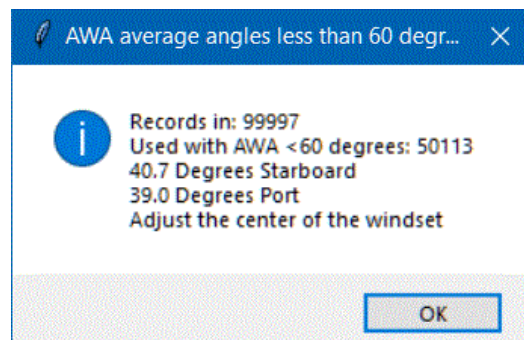 AWA average angles less than 60 degr...
Records in: 99997
Used with AWA <60 degrees: 50113
40.7 Degrees Starboard
39.0 Degrees Port
Adjust the center of the windset
OK